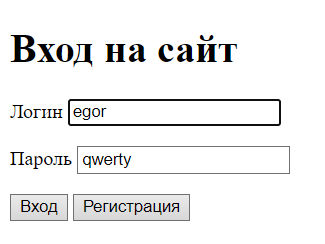 Вход на сайт
Логин egor
Пароль qwerty
Вход Регистрация